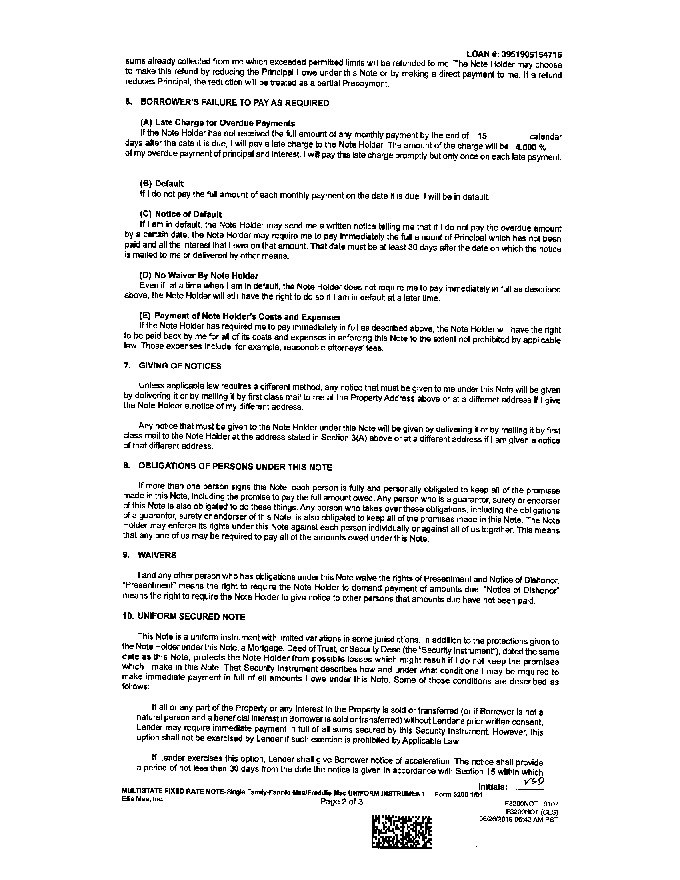 LOAN #: 3951905154716
sums already collected from me which exceeded permitted limits will be refunded to me. The Note Holder may choose
to make this refund by reducing the Principal I owe under this Note or by making a direct payment to me. If a refund
reduces Principal, the reduction will be treated as a partial Prepayment.
6. BORROWER'S FAILURE TO PAY AS REQUIRED
(A) Late Charge for Overdue Payments
If the Note Holder has not received the full amount of any monthly payment by the end of 15 calendar
days after the date it is due, I will pay a late charge to the Note Holder. The amount of the charge will be 4.000 %
of my overdue payment of principal and interest. I will pay this late charge promptly but only once on each late payment.
(B) Default
If I do not pay the full amount of each monthly payment on the date it is due, I will be in default.
(C) Notice of Default
If I am in default, the Note Holder may send me a written notice telling me that if I do not pay the overdue amount
by a certain date, the Note Holder may require me to pay immediately the full amount of Principal which has not been
paid and all the interest that I owe on that amount. That date must be at least 30 days after the date on which the notice
is mailed to me or delivered by other means.
(D) No Waiver By Note Holder
Even if, at a time when I am in default, the Note Holder does not require me to pay immediately in full as described
above, the Note Holder will still have the right to do so if I am in default at a later time.
(E) Payment of Note Holder's Costs and Expenses
If the Note Holder has required me to pay immediately in full as described above, the Note Holder will have the right
to be paid back by me for all of its costs and expenses in enforcing this Note to the extent not prohibited by applicable
law. Those expenses include, for example, reasonable attorneys' fees.
7. GIVING OF NOTICES
Unless applicable law requires a different method, any notice that must be given to me under this Note will be given
by delivering it or by mailing it by first class mail to me at the Property Address above or at a different address if I give
the Note Holder a notice of my different address.
Any notice that must be given to the Note Holder under this Note will be given by delivering it or by mailing it by first
class mail to the Note Holder at the address stated in Section 3(A) above or at a different address if I am given a notice
of that different address.
8. OBLIGATIONS OF PERSONS UNDER THIS NOTE
If more than one person signs this Note, each person is fully and personally obligated to keep all of the promises
made in this Note, including the promise to pay the full amount owed. Any person who is a guarantor, surety or endorser
of this Note is also obligated to do these things. Any person who takes over these obligations, including the obligations
of a guarantor, surety or endorser of this Note, is also obligated to keep all of the promises made in this Note. The Note
Holder may enforce its rights under this Note against each person individually or against all of us together. This means
that any one of us may be required to pay all of the amounts owed under this Note.
9. WAIVERS
I and any other person who has obligations under this Note waive the rights of Presentment and Notice of Dishonor.
"Presentment" means the right to require the Note Holder to demand payment of amounts due. "Notice of Dishonor"
means the right to require the Note Holder to give notice to other persons that amounts due have not been paid.
10. UNIFORM SECURED NOTE
This Note is a uniform instrument with limited variations in some jurisdictions. In addition to the protections given to
the Note Holder under this Note, a Mortgage, Deed of Trust, or Security Deed (the "Security Instrument"), dated the same
date as this Note, protects the Note Holder from possible losses which might result if I do not keep the promises
which I make in this Note. That Security Instrument describes how and under what conditions I may be required to
make immediate payment in full of all amounts I owe under this Note. Some of those conditions are described as
follows:
If all or any part of the Property or any Interest in the Property is sold or transferred (or if Borrower is not a
natural person and a beneficial interest in Borrower is sold or transferred) without Lender's prior written consent,
Lender may require immediate payment in full of all sums secured by this Security Instrument. However, this
option shall not be exercised by Lender if such exercise is prohibited by Applicable Law.
If Lender exercises this option, Lender shall give Borrower notice of acceleration. The notice shall provide
a period of not less than 30 days from the date the notice is given in accordance with Section 15 within which
Initials:
MULTISTATE FIXED RATE NOTE-Single Family-Fannie Mae/Freddie Mac UNIFORM INSTRUMENT Form 3200 1/01
Ellie Mae, Inc. Page 2 of 3
F3200NOT 0107
F3200NOT (CLS)
05/26/2016 06:42 AM PST